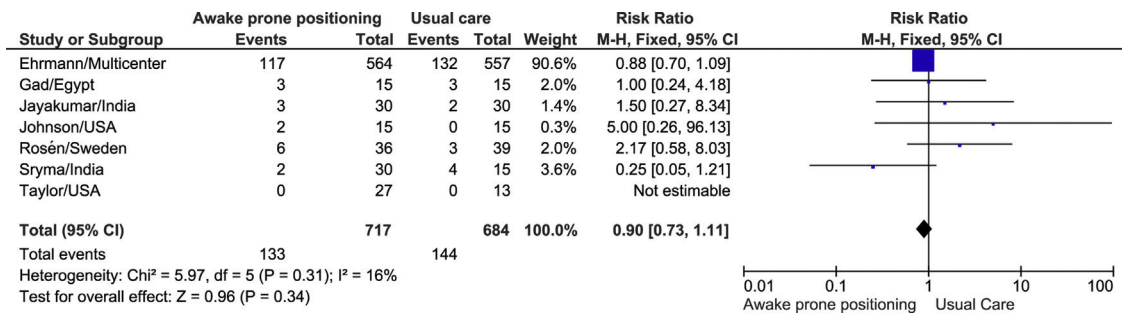 Awake prone positioning Usual care Risk Ratio Risk Ratio
Study or Subgroup Events Total Events Total Weight M-H, Fixed, 95% CI M-H, Fixed, 95% CI
Ehrmann/Multicenter 117 564 132 557 90.6% 0.88 [0.70, 1.09]
Gad/Egypt 3 15 3 15 2.0% 1.00 [0.24, 4.18]
Jayakumar/India 3 30 2 30 1.4% 1.50 [0.27, 8.34]
Johnson/USA 2 15 0 15 0.3% 5.00 [0.26, 96.13]
Rosén/Sweden 6 36 3 39 2.0% 2.17 [0.58, 8.03]
Sryma/India 2 30 4 15 3.6% 0.25 [0.05, 1.21]
Taylor/USA 0 27 0 13 Not estimable
Total (95% CI) 717 684 100.0% 0.90 [0.73, 1.11]
Total events 133 144
Heterogeneity: Chi² = 5.97, df = 5 (P = 0.31); I² = 16%
Test for overall effect: Z = 0.96 (P = 0.34)
0.01 0.1 1 10 100
Awake prone positioning Usual Care